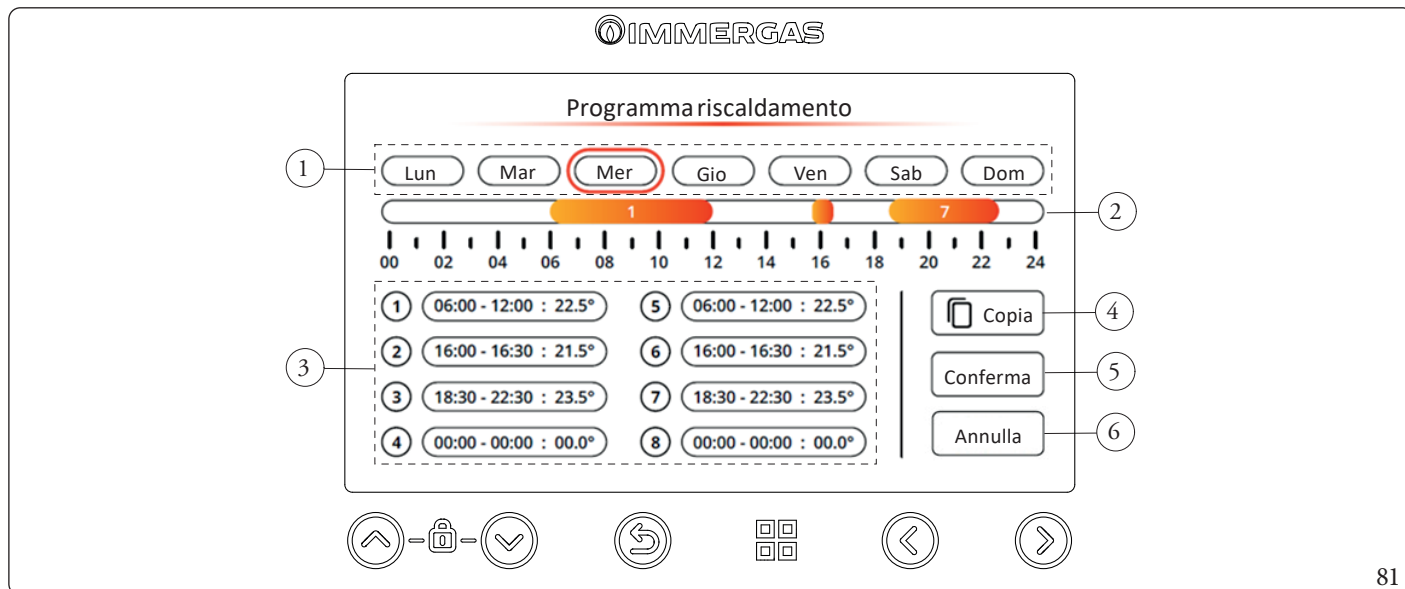 IMMERGAS
Programma riscaldamento
1
Lun Mar Mer Gio Ven Sab Dom
1 7
2
00 02 04 06 08 10 12 14 16 18 20 22 24
1 06:00 - 12:00 : 22.5° 5 06:00 - 12:00 : 22.5°
Copia
4
2 16:00 - 16:30 : 21.5° 6 16:00 - 16:30 : 21.5°
3
Conferma
5
3 18:30 - 22:30 : 23.5° 7 18:30 - 22:30 : 23.5°
4 00:00 - 00:00 : 00.0° 8 00:00 - 00:00 : 00.0°
Annulla
6
81